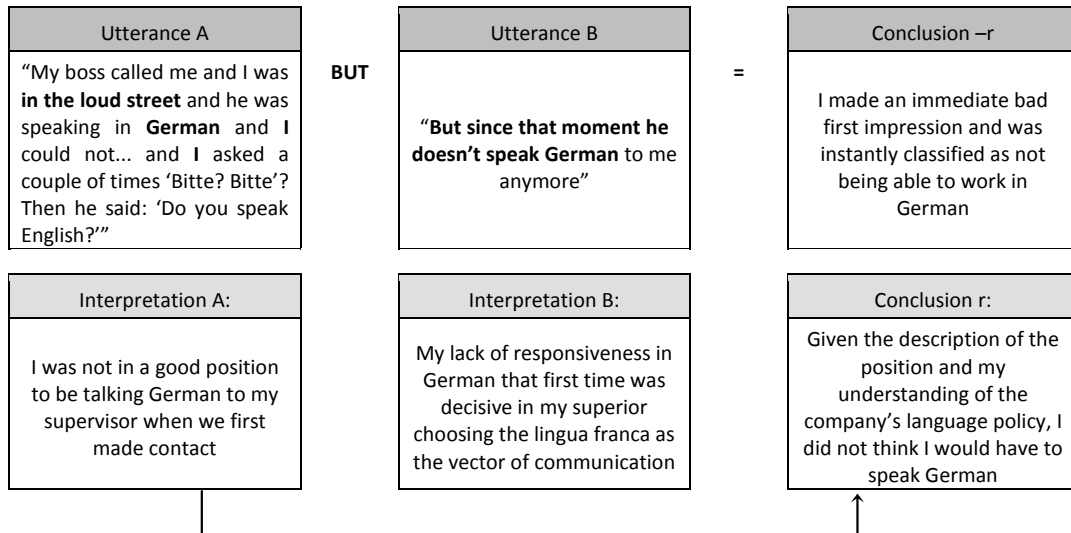 Utterance A
"My boss called me and I was
in the loud street and he was
speaking in German and I
could not... and I asked a
couple of times 'Bitte? Bitte'?
Then he said: 'Do you speak
English?'"
BUT
Utterance B
"But since that moment he
doesn't speak German to me
anymore"
=
Conclusion –r
I made an immediate bad
first impression and was
instantly classified as not
being able to work in
German
Interpretation A:
I was not in a good position
to be talking German to my
supervisor when we first
made contact
Interpretation B:
My lack of responsiveness in
German that first time was
decisive in my superior
choosing the lingua franca as
the vector of communication
Conclusion r:
Given the description of the
position and my
understanding of the
company's language policy, I
did not think I would have to
speak German